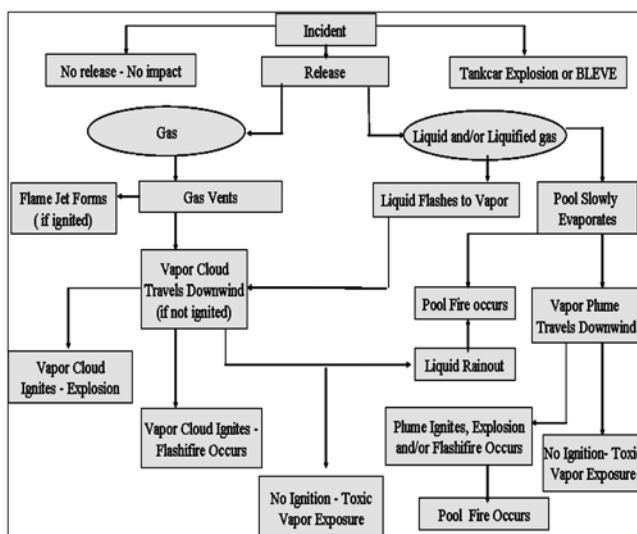 Incident
No release - No impact
Release
Tankcar Explosion or BLEVE
Gas
Liquid and/or Liquified gas
Flame Jet Forms
( if ignited)
Gas Vents
Liquid Flashes to Vapor
Pool Slowly
Evaporates
Vapor Cloud
Travels Downwind
(if not ignited)
Pool Fire occurs
Vapor Plume
Travels Downwind
Vapor Cloud
Ignites - Explosion
Liquid Rainout
Vapor Cloud Ignites -
Flashifire Occurs
Plume Ignites, Explosion
and/or Flashifire Occurs
No Ignition- Toxic
Vapor Exposure
No Ignition - Toxic
Vapor Exposure
Pool Fire Occurs